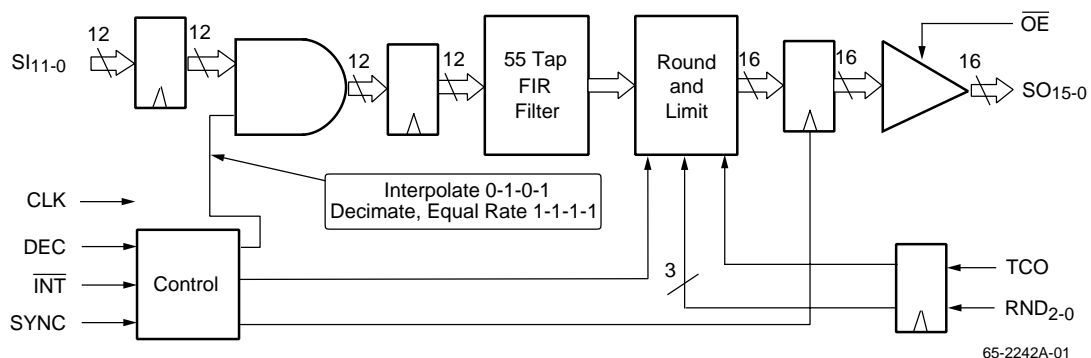 12
SI11-0
12
12
12
55 Tap
FIR
Filter
Round
and
Limit
16
16
OE
16
SO15-0
Interpolate 0-1-0-1
Decimate, Equal Rate 1-1-1-1
CLK
DEC
INT
SYNC
Control
3
TCO
RND2-0
65-2242A-01